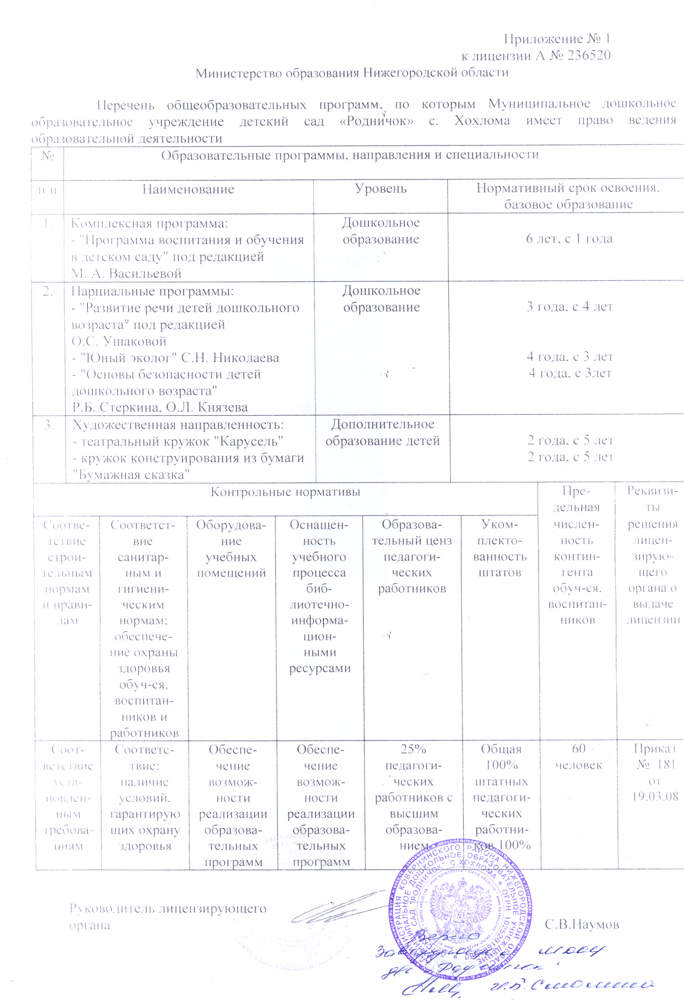 Приложение № 1
к лицензии А № 236520
Министерство образования Нижегородской области
Перечень общеобразовательных программ, по которым Муниципальное дошкольное
образовательное учреждение детский сад «Родничок» с. Хохлома имеет право ведения
образовательной деятельности
№ Образовательные программы, направления и специальности
п/п Наименование Уровень Нормативный срок освоения,
базовое образование
1. Комплексная программа: Дошкольное
- "Программа воспитания и обучения образование 6 лет, с 1 года
в детском саду" под редакцией
М. А. Васильевой
2. Парциальные программы: Дошкольное
- "Развитие речи детей дошкольного образование 3 года, с 4 лет
возраста" под редакцией
О.С. Ушаковой
- "Юный эколог" С.Н. Николаева 4 года, с 3 лет
- "Основы безопасности детей 4 года, с 3лет
дошкольного возраста"
Р.Б. Стеркина, О.Л. Князева
3. Художественная направленность: Дополнительное
- театральный кружок "Карусель" образование детей 2 года, с 5 лет
- кружок конструирования из бумаги 2 года, с 5 лет
"Бумажная сказка"
Контрольные нормативы
Соотве-
тствие
строи-
тельным
нормам
и прави-
лам
Соответст-
вие
санитар-
ным и
гигиени-
ческим
нормам;
обеспече-
ние охраны
здоровья
обуч-ся,
воспитан-
ников и
работников
Оборудова-
ние
учебных
помещений
Оснащен-
ность
учебного
процесса
биб-
лиотечно-
информа-
цион-
ными
ресурсами
Образова-
тельный ценз
педагоги-
ческих
работников
Уком-
плекто-
ванность
штатов
Пре-
дельная
числен-
ность
контин-
гента
обуч-ся,
воспитан-
ников
Реквизи-
ты
решения
лицен-
зирую-
щего
органа о
выдаче
лицензии
Соот-
ветствие
уста-
новлен-
ным
требова-
ниям
Соответс-
твие:
наличие
условий,
гарантирую
щих охрану
здоровья
Обеспе-
чение
возмож-
ности
реализации
образова-
тельных
программ
Обеспе-
чение
возмож-
ности
реализации
образова-
тельных
программ
25%
педагоги-
ческих
работников с
высшим
образова-
нием
Общая
100%
штатных
педагоги-
ческих
работни-
ков 100%
60
человек
Приказ
№ 181
от
19.03.08
Руководитель лицензирующего
органа
С.В.Наумов
АДМИНИСТРАЦИЯ КОВЕРНИНСКОГО РАЙОНА НИЖЕГОРОДСКОЙ ОБЛАСТИ
МУНИЦИПАЛЬНОЕ ДОШКОЛЬНОЕ ОБРАЗОВАТЕЛЬНОЕ УЧРЕЖДЕНИЕ
ДЕТСКИЙ САД "РОДНИЧОК" С.ХОХЛОМА * ОГРН
Верно
Заведующая МДОУ
д/с "Родничок"